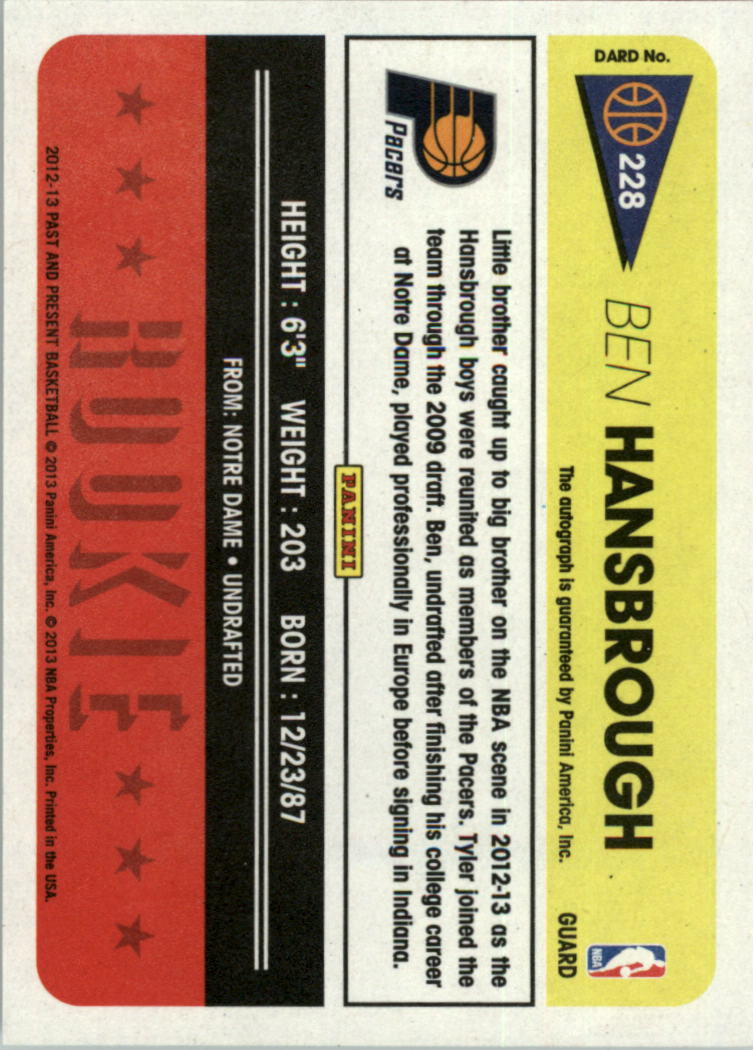 DARD No.
228
BEN HANSBROUGH
The autograph is guaranteed by Panini America, Inc.
GUARD
NBA
Pacers
Little brother caught up to big brother on the NBA scene in 2012-13 as the
Hansbrough boys were reunited as members of the Pacers. Tyler joined the
team through the 2009 draft. Ben, undrafted after finishing his college career
at Notre Dame, played professionally in Europe before signing in Indiana.
PANINI
HEIGHT : 6'3" WEIGHT : 203 BORN : 12/23/87
FROM: NOTRE DAME • UNDRAFTED
ROOKIE
2012-13 PAST AND PRESENT BASKETBALL © 2013 Panini America, Inc. © 2013 NBA Properties, Inc. Printed in the USA.